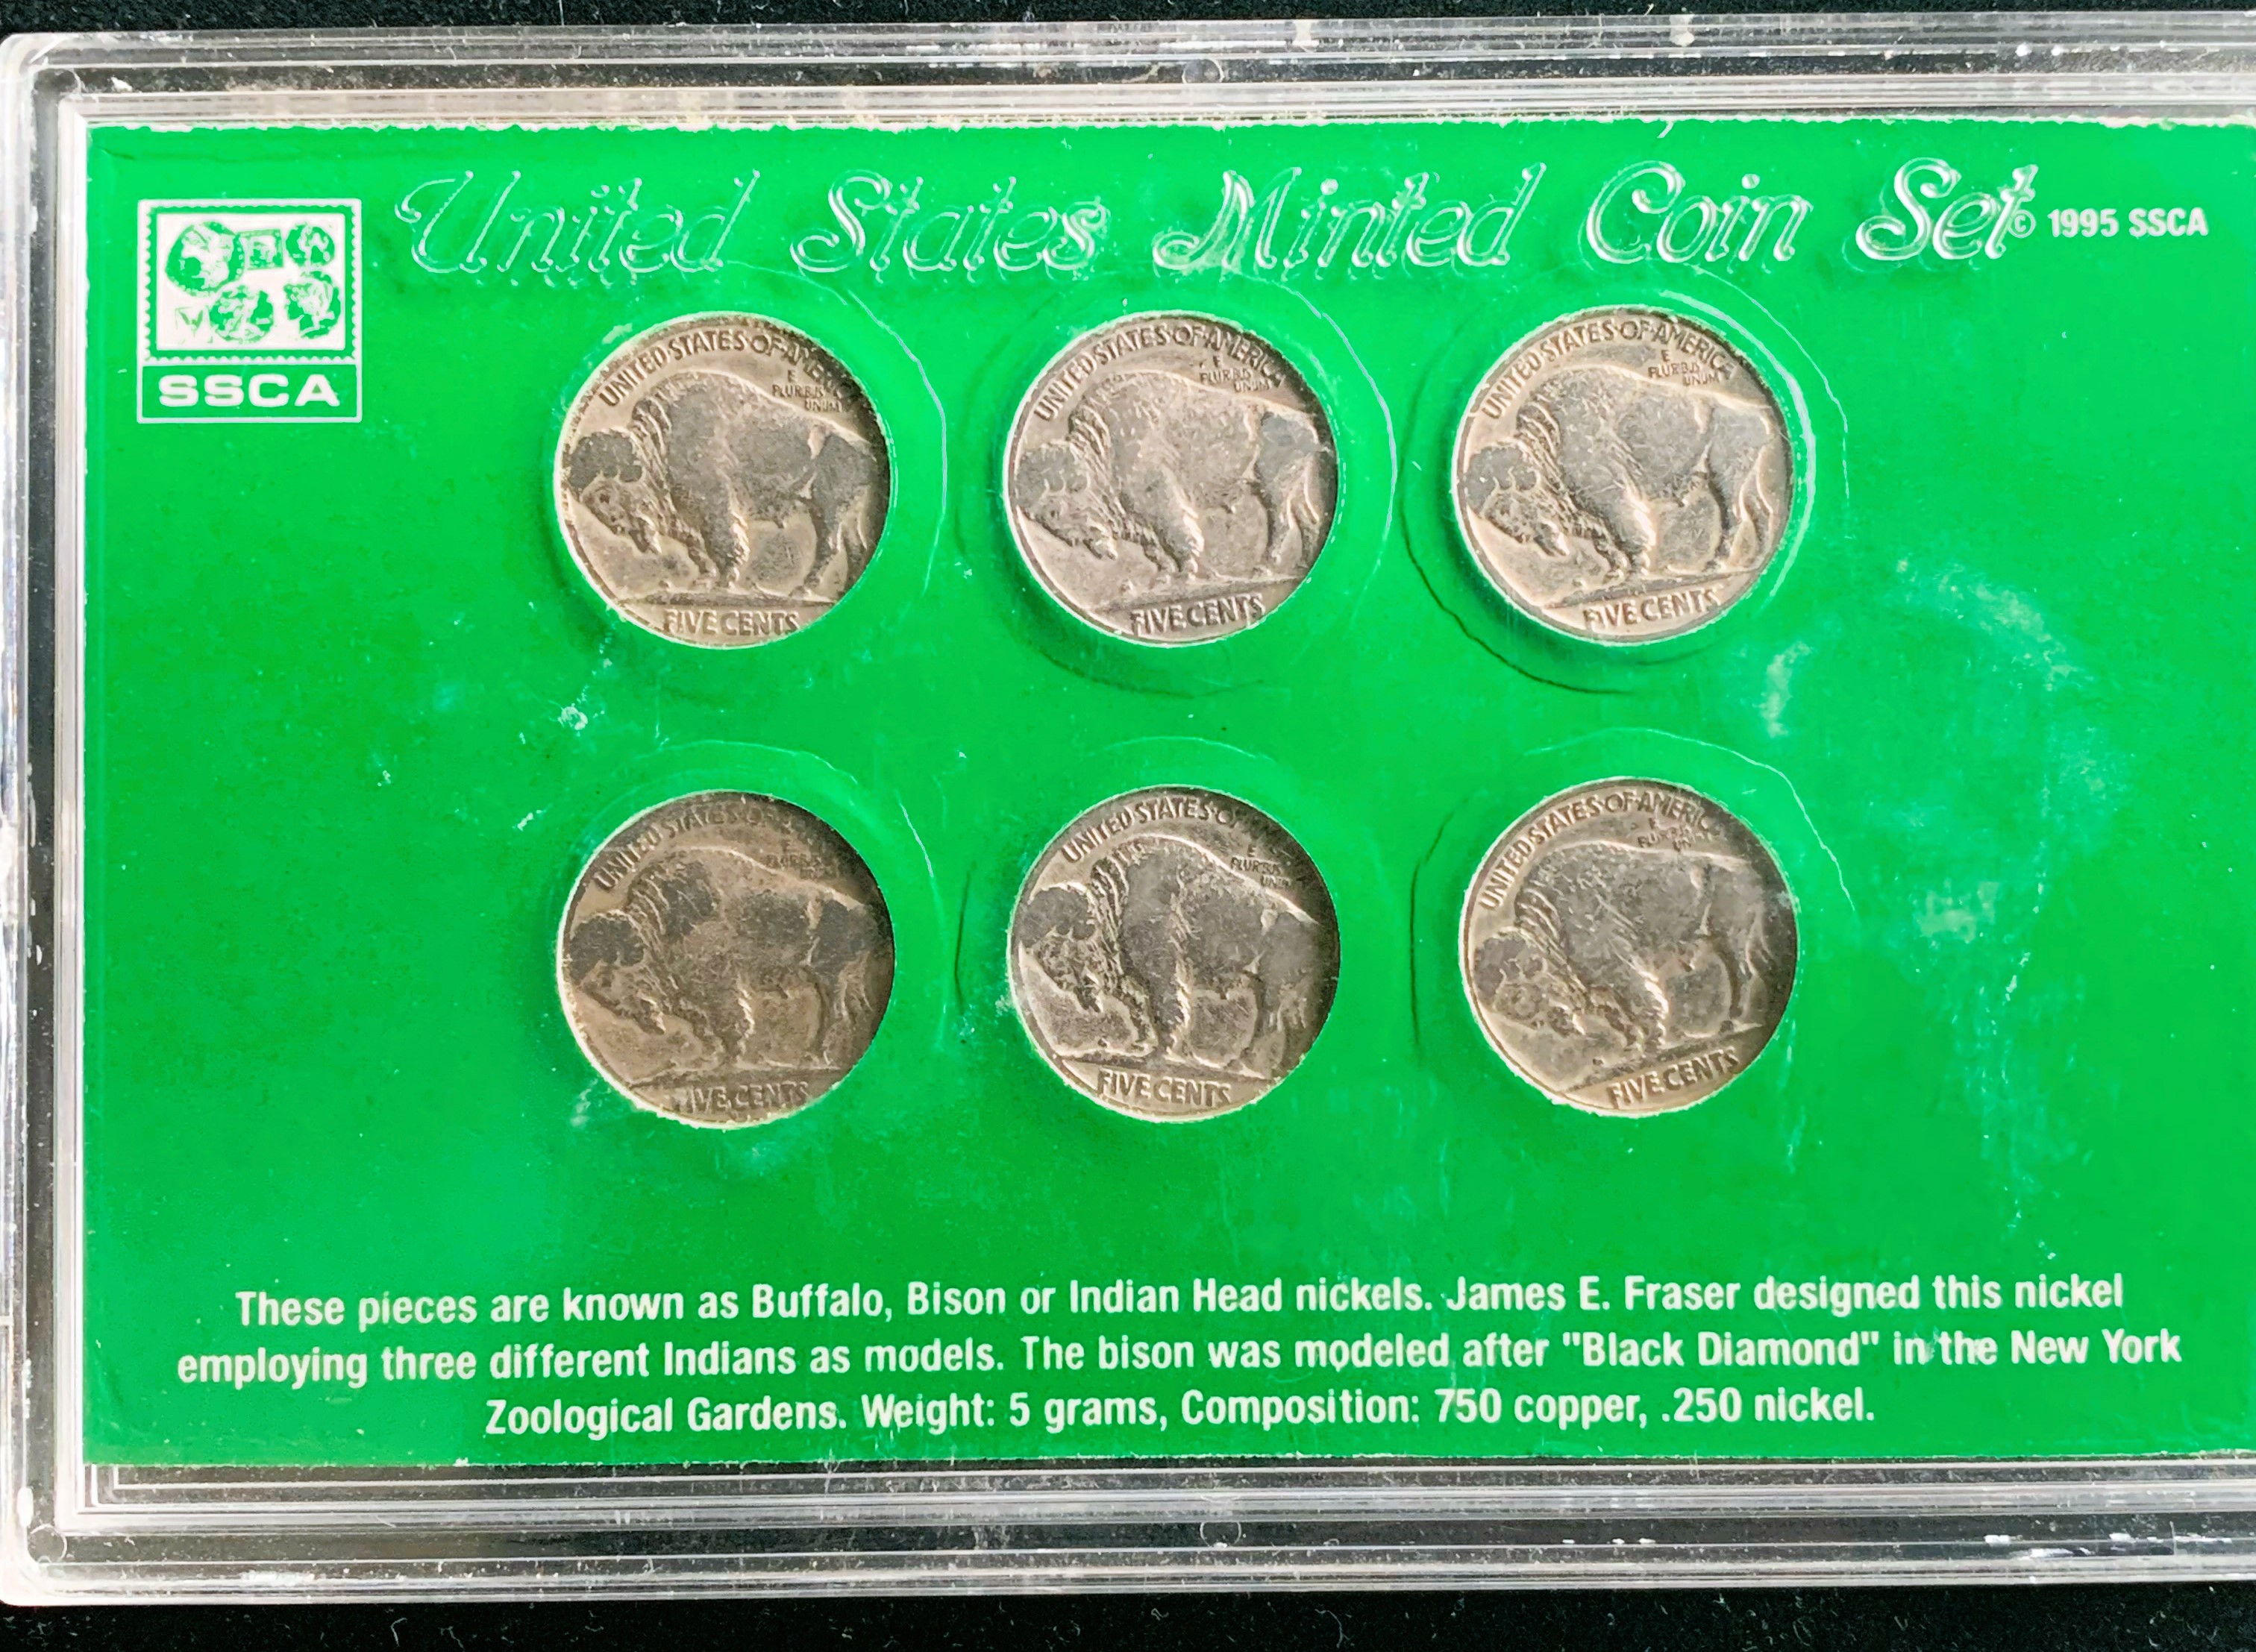 United States Minted Coin Set © 1995 SSCA
SSCA
UNITED STATES OF AMERICA
E
PLURIBUS
UNUM
FIVE CENTS
UNITED STATES OF AMERICA
E
PLURIBUS
UNUM
FIVE CENTS
UNITED STATES OF AMERICA
E
PLURIBUS
UNUM
FIVE CENTS
UNITED STATES OF
E
PLURIBUS
FIVE CENTS
UNITED STATES OF
E
PLURIBUS
UNUM
FIVE CENTS
UNITED STATES OF AMERICA
E
PLURIBUS
UNUM
FIVE CENTS
These pieces are known as Buffalo, Bison or Indian Head nickels. James E. Fraser designed this nickel
employing three different Indians as models. The bison was modeled after "Black Diamond" in the New York
Zoological Gardens. Weight: 5 grams, Composition: 750 copper, .250 nickel.